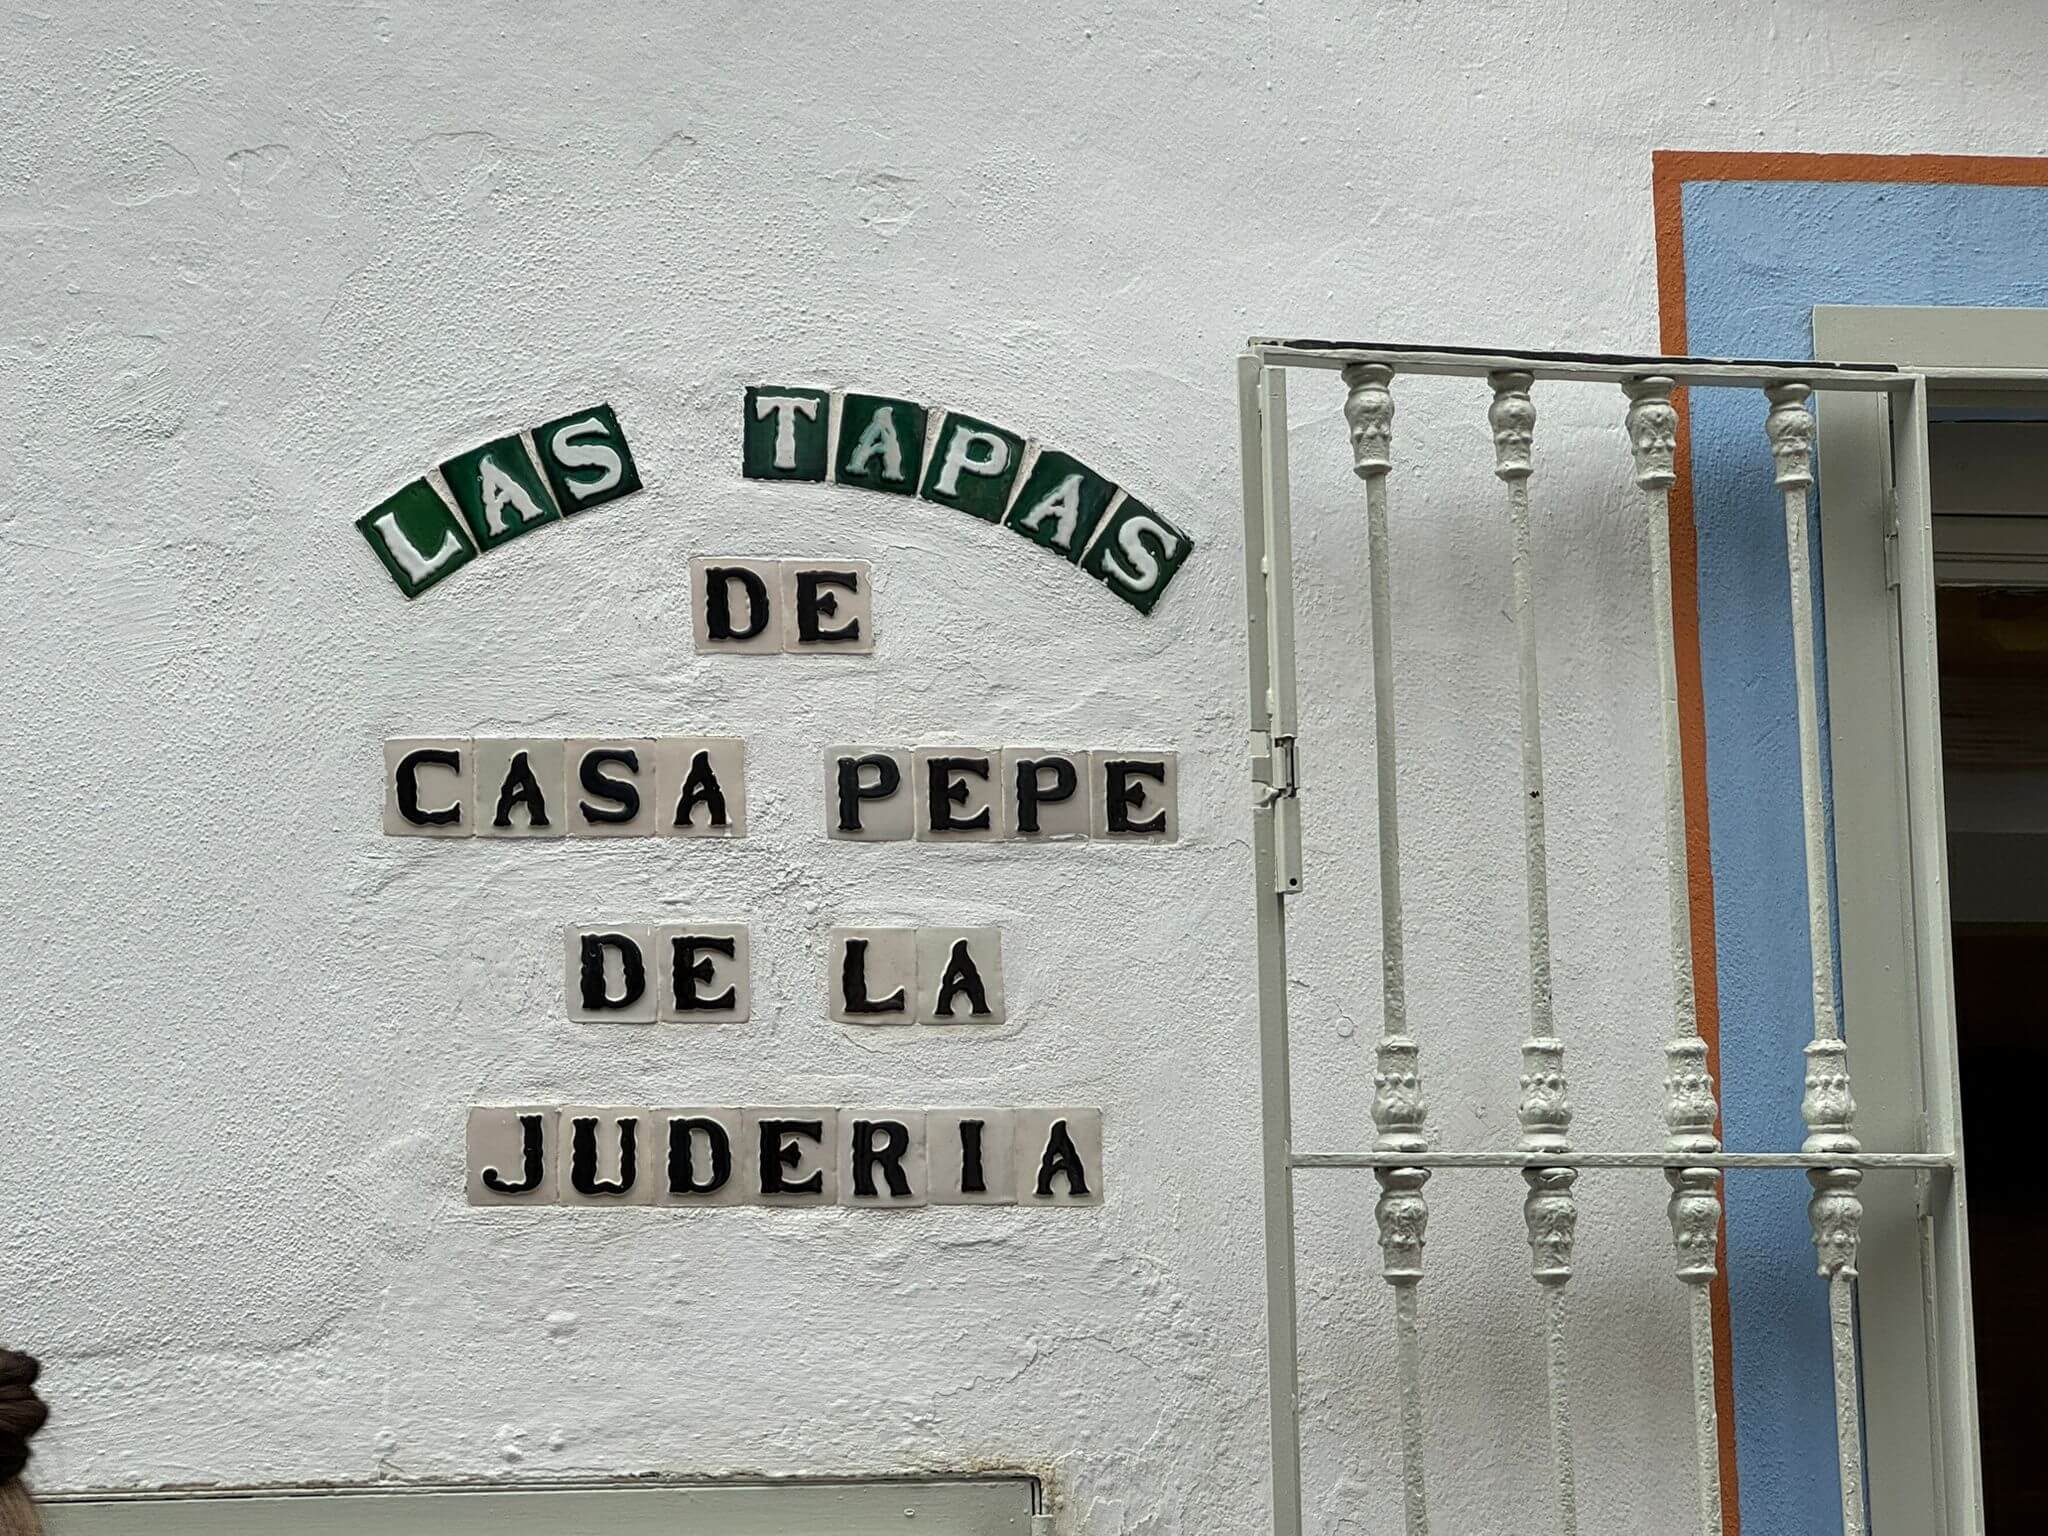 LAS TAPAS
DE
CASA PEPE
DE LA
JUDERIA